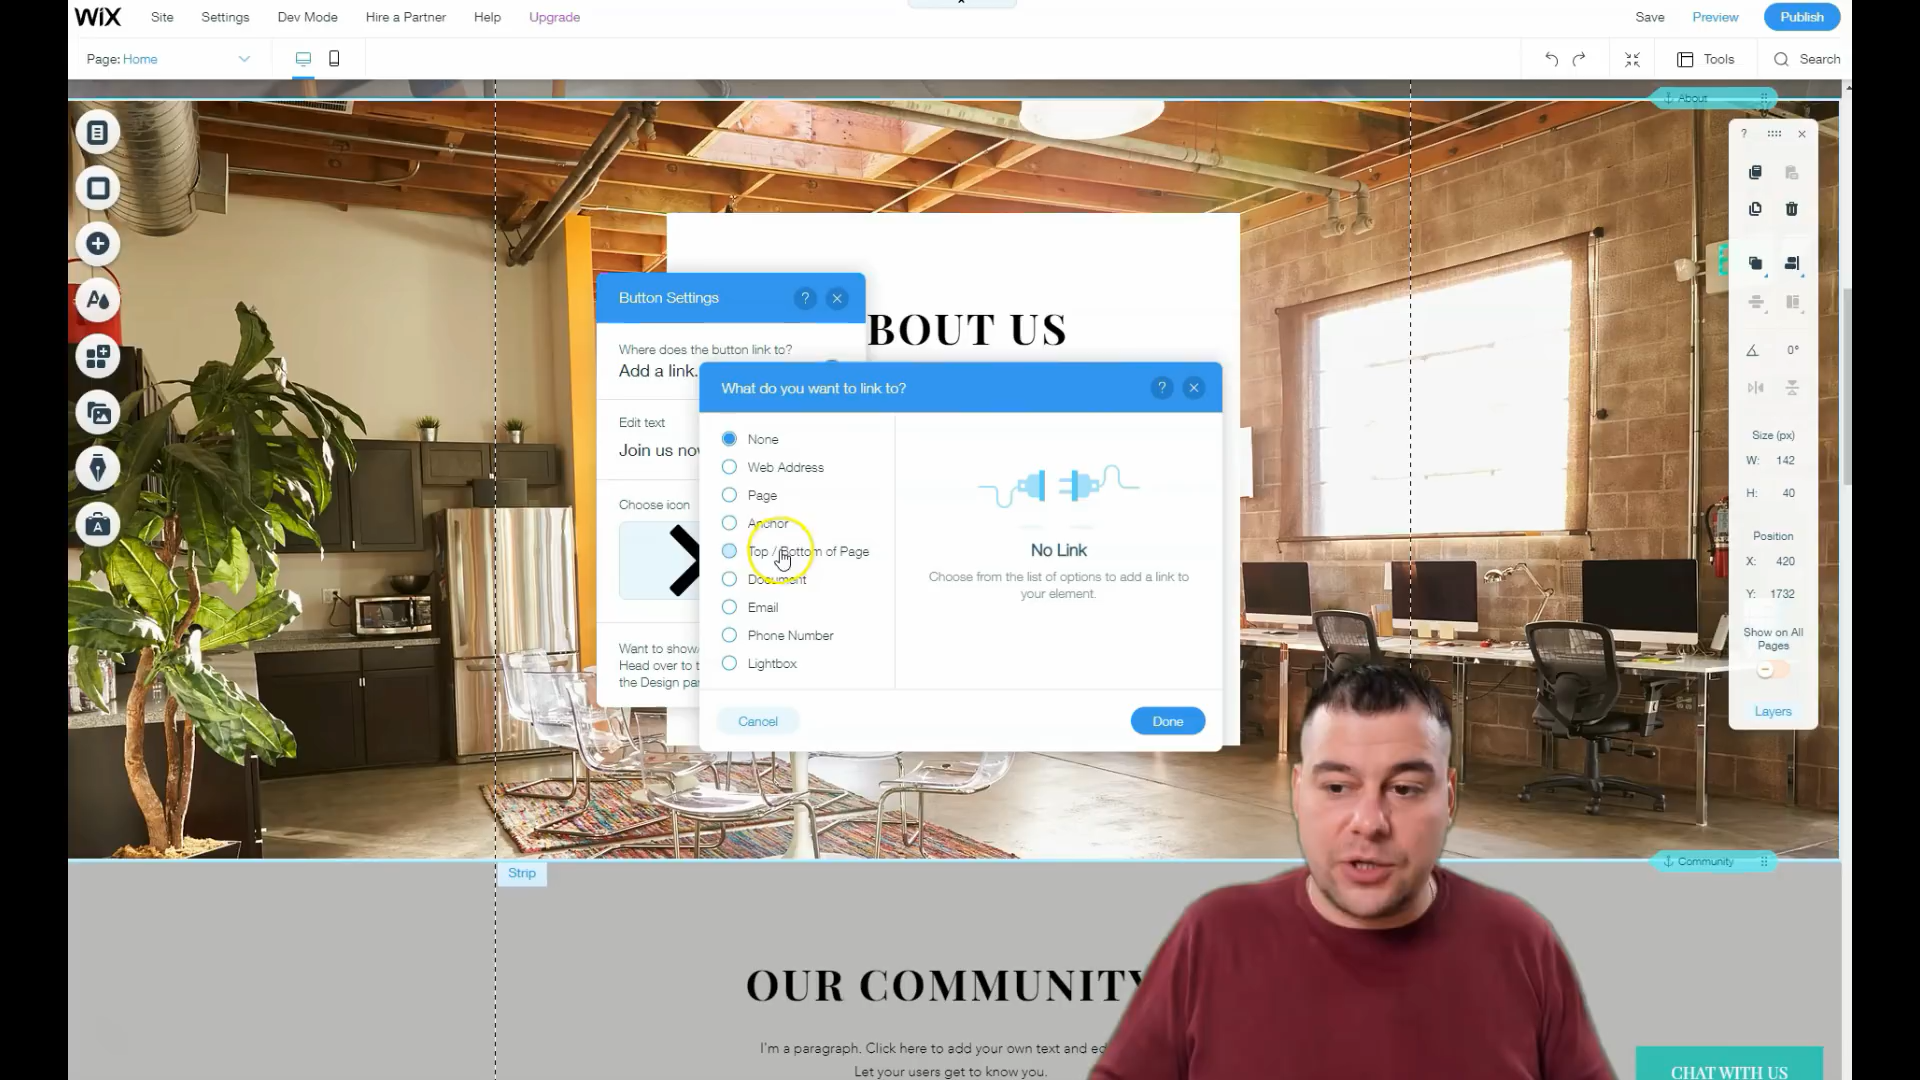 WiX
Site
Settings
Dev Mode
Hire a Partner
Help
Upgrade
Save
Preview
Publish
Page: Home
Tools
Search
About
?
Button Settings
?
Where does the button link to?
Add a link.
Edit text
Join us now
Choose icon
Want to show/
Head over to t
the Design pan
BOUT US
What do you want to link to?
?
None
Web Address
Page
Anchor
Top / Bottom of Page
Document
Email
Phone Number
Lightbox
No Link
Choose from the list of options to add a link to
your element.
Cancel
Done
0°
Size (px)
W: 142
H: 40
Position
X: 420
Y: 1732
Show on All
Pages
Layers
Community
Strip
OUR COMMUNITY
I'm a paragraph. Click here to add your own text and ed
Let your users get to know you.
CHAT WITH US